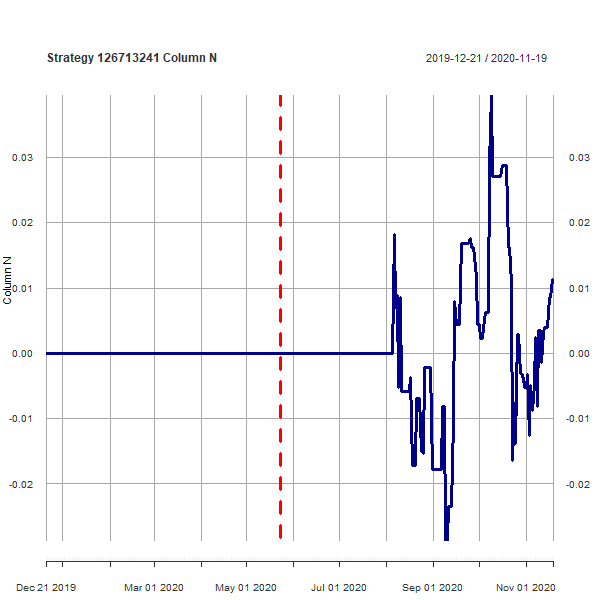 Strategy 126713241 Column N
2019-12-21 / 2020-11-19
Column N
0.03
0.02
0.01
0.00
-0.01
-0.02
0.03
0.02
0.01
0.00
-0.01
-0.02
Dec 21 2019
Mar 01 2020
May 01 2020
Jul 01 2020
Sep 01 2020
Nov 01 2020